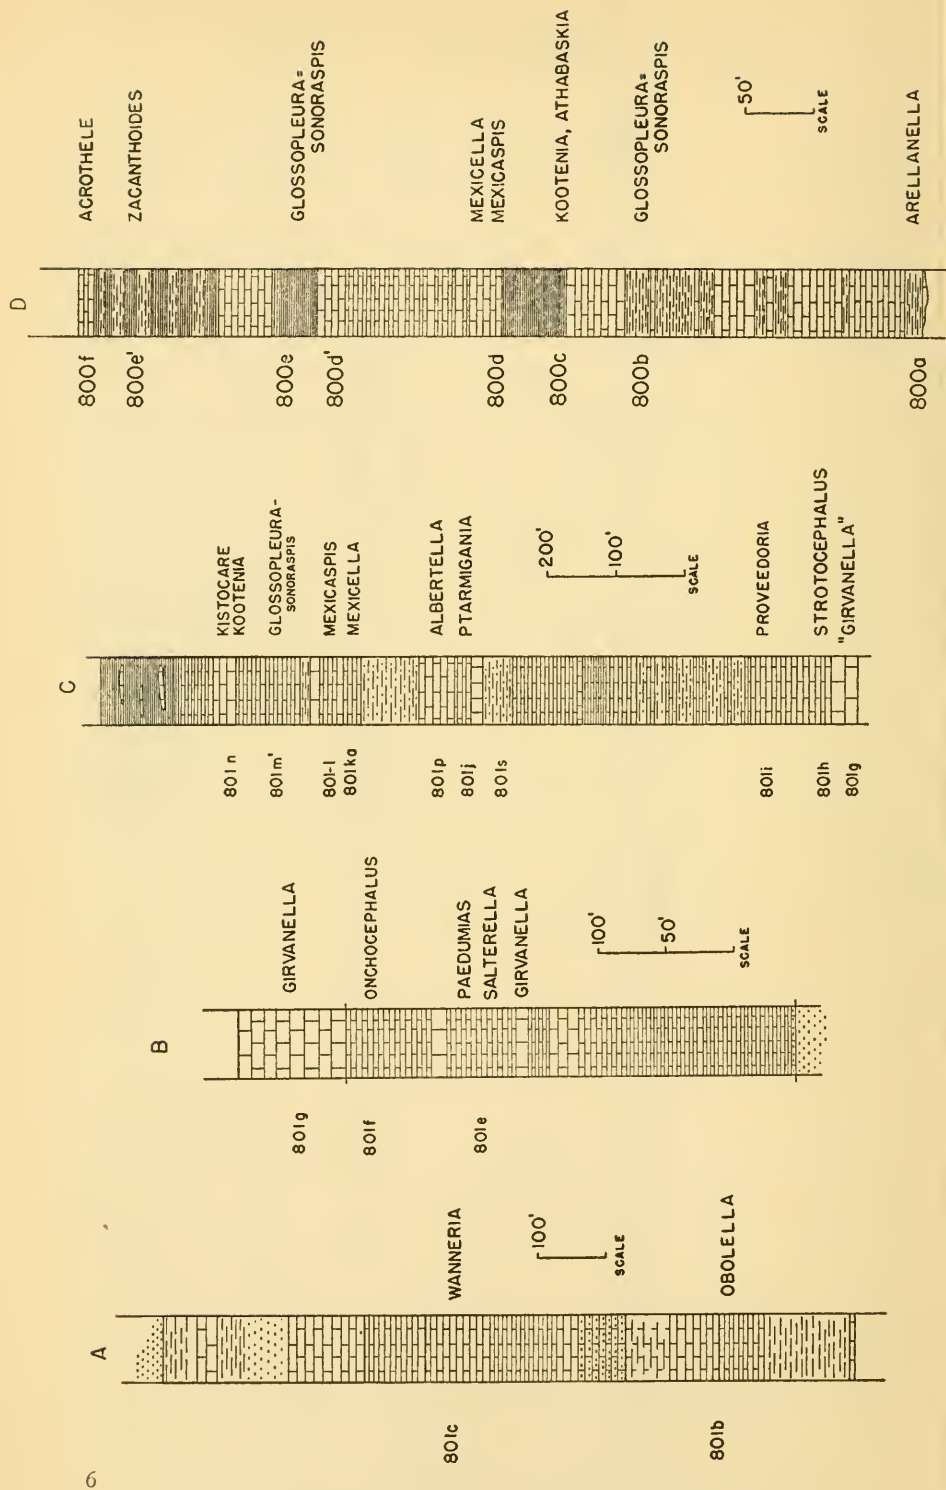 6
A
801c
801b
WANNERIA
OBOLELLA
100'
SCALE
B
801g
801f
801e
GIRVANELLA
ONCHOCEPHALUS
PAEDUMIAS
SALTERELLA
GIRVANELLA
100'
50'
SCALE
C
801n
801m'
801-l
801ka
801p
801j
801s
801i
801h
801g
KISTOCARE
KOOTENIA
GLOSSOPLEURA-
SONORASPIS
MEXICASPIS
MEXICELLA
ALBERTELLA
PTARMIGANIA
PROVEEDORIA
STROTOCEPHALUS
"GIRVANELLA"
200'
100'
SCALE
D
800f
800e'
800e
800d'
800d
800c
800b
800a
ACROTHELE
ZACANTHOIDES
GLOSSOPLEURA=
SONORASPIS
MEXICELLA
MEXICASPIS
KOOTENIA, ATHABASKIA
GLOSSOPLEURA=
SONORASPIS
ARELLANELLA
50'
SCALE